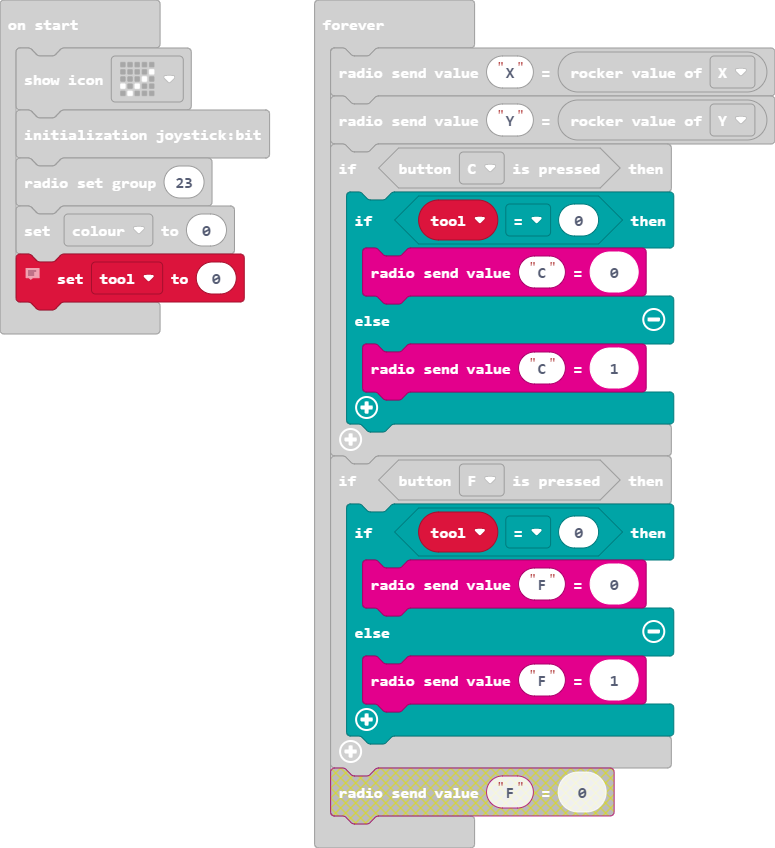 on start
show icon
initialization joystick:bit
radio set group 23
set colour to 0
set tool to 0
forever
radio send value "X" = rocker value of X
radio send value "Y" = rocker value of Y
if button C is pressed then
if tool = 0 then
radio send value "C" = 0
else
radio send value "C" = 1
if button F is pressed then
if tool = 0 then
radio send value "F" = 0
else
radio send value "F" = 1
radio send value "F" = 0